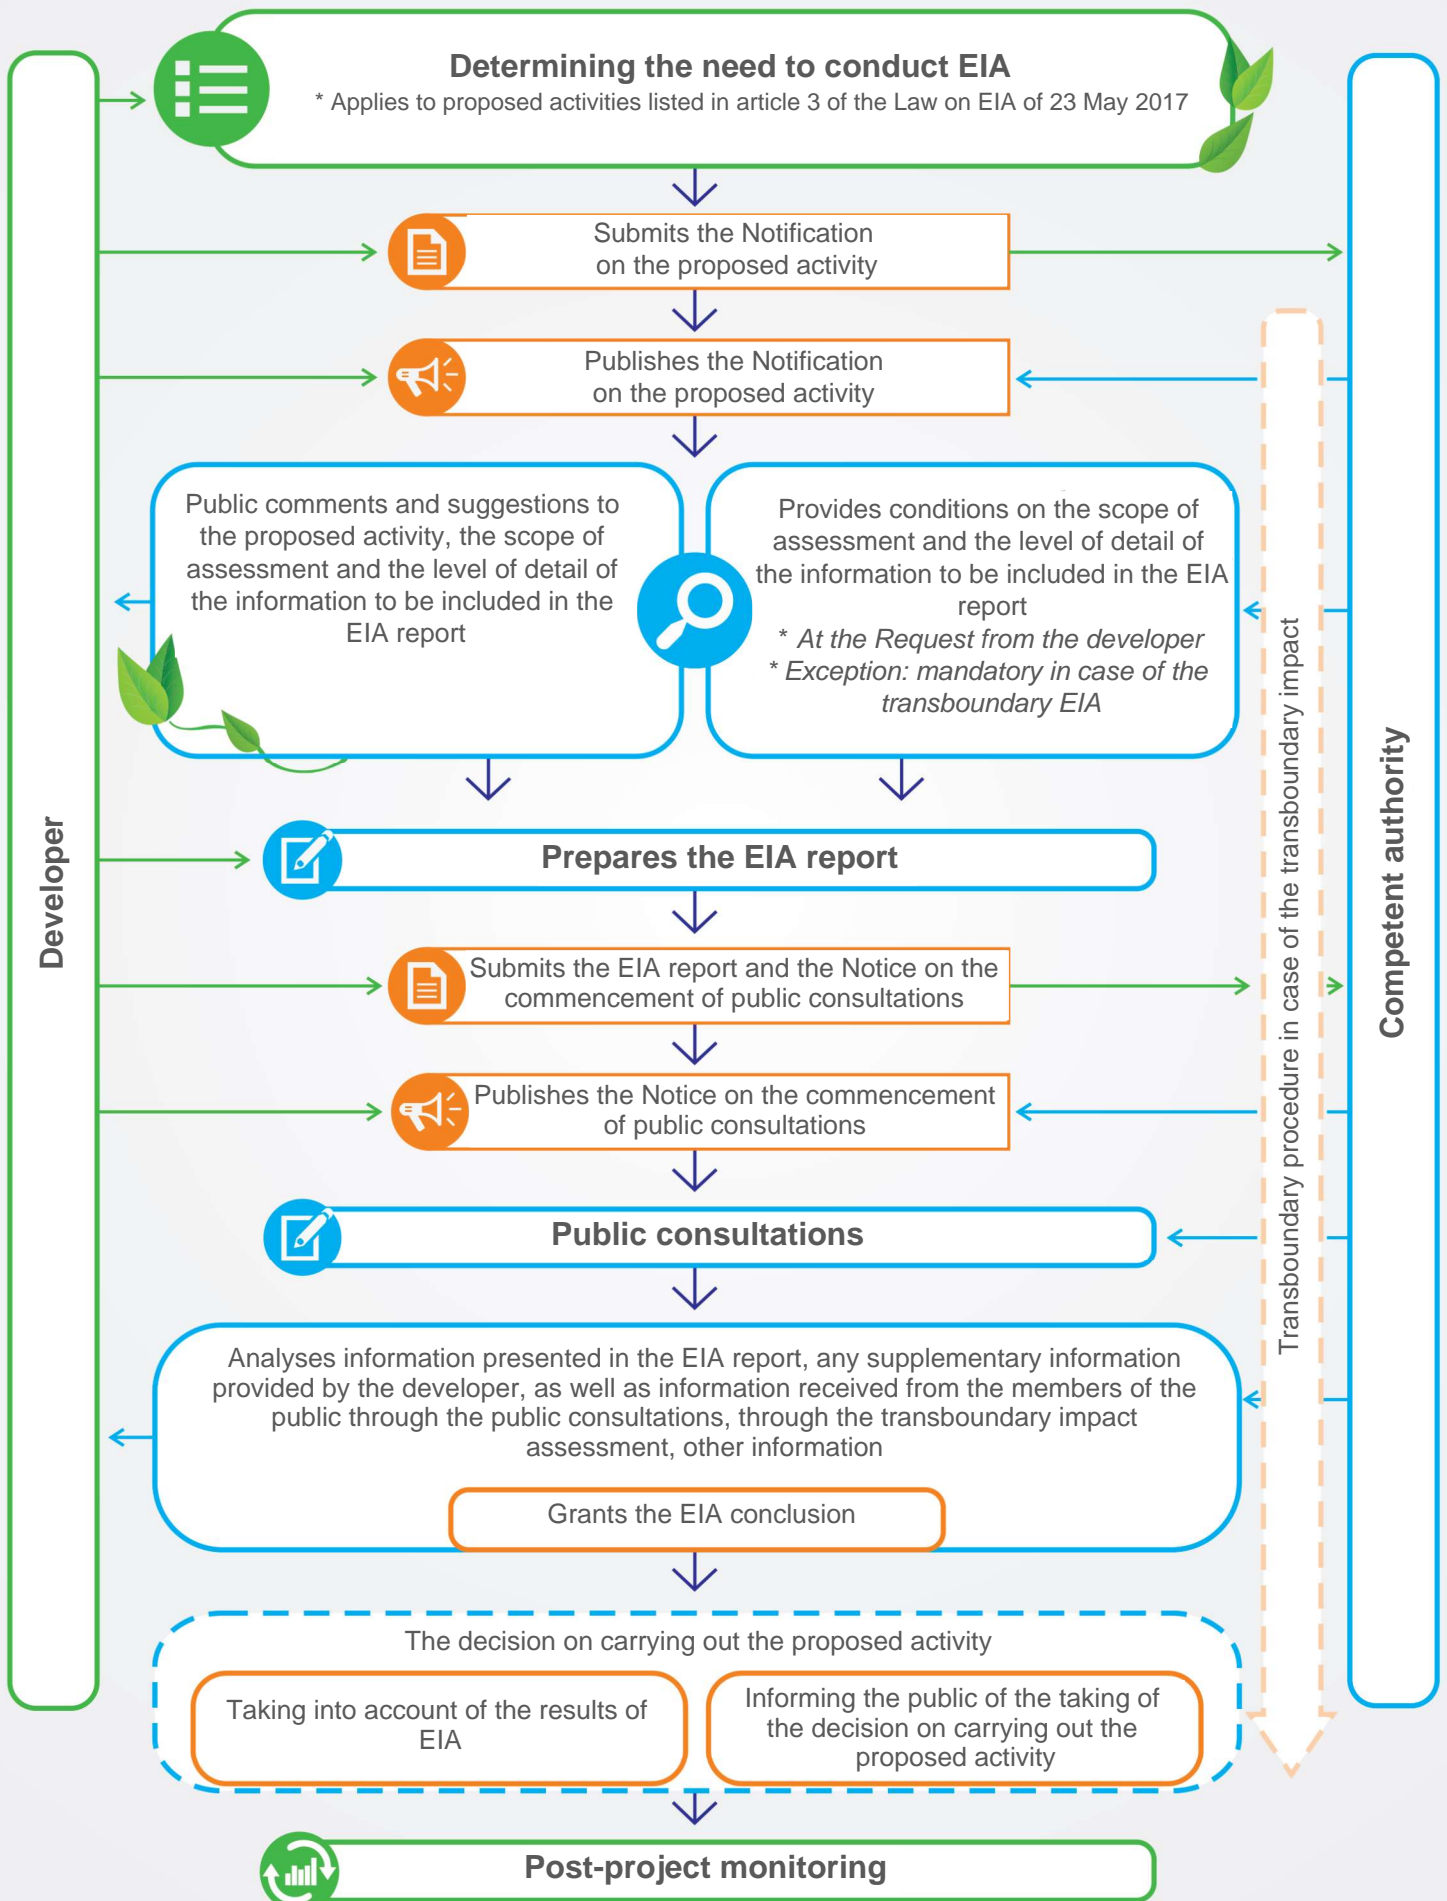 Determining the need to conduct EIA
* Applies to proposed activities listed in article 3 of the Law on EIA of 23 May 2017
Developer
Competent authority
Transboundary procedure in case of the transboundary impact
Submits the Notification
on the proposed activity
Publishes the Notification
on the proposed activity
Public comments and suggestions to
the proposed activity, the scope of
assessment and the level of detail of
the information to be included in the
EIA report
Provides conditions on the scope of
assessment and the level of detail of
the information to be included in the EIA
report
* At the Request from the developer
* Exception: mandatory in case of the
transboundary EIA
Prepares the EIA report
Submits the EIA report and the Notice on the
commencement of public consultations
Publishes the Notice on the commencement
of public consultations
Public consultations
Analyses information presented in the EIA report, any supplementary information
provided by the developer, as well as information received from the members of the
public through the public consultations, through the transboundary impact
assessment, other information
Grants the EIA conclusion
The decision on carrying out the proposed activity
Taking into account of the results of
EIA
Informing the public of the taking of
the decision on carrying out the
proposed activity
Post-project monitoring